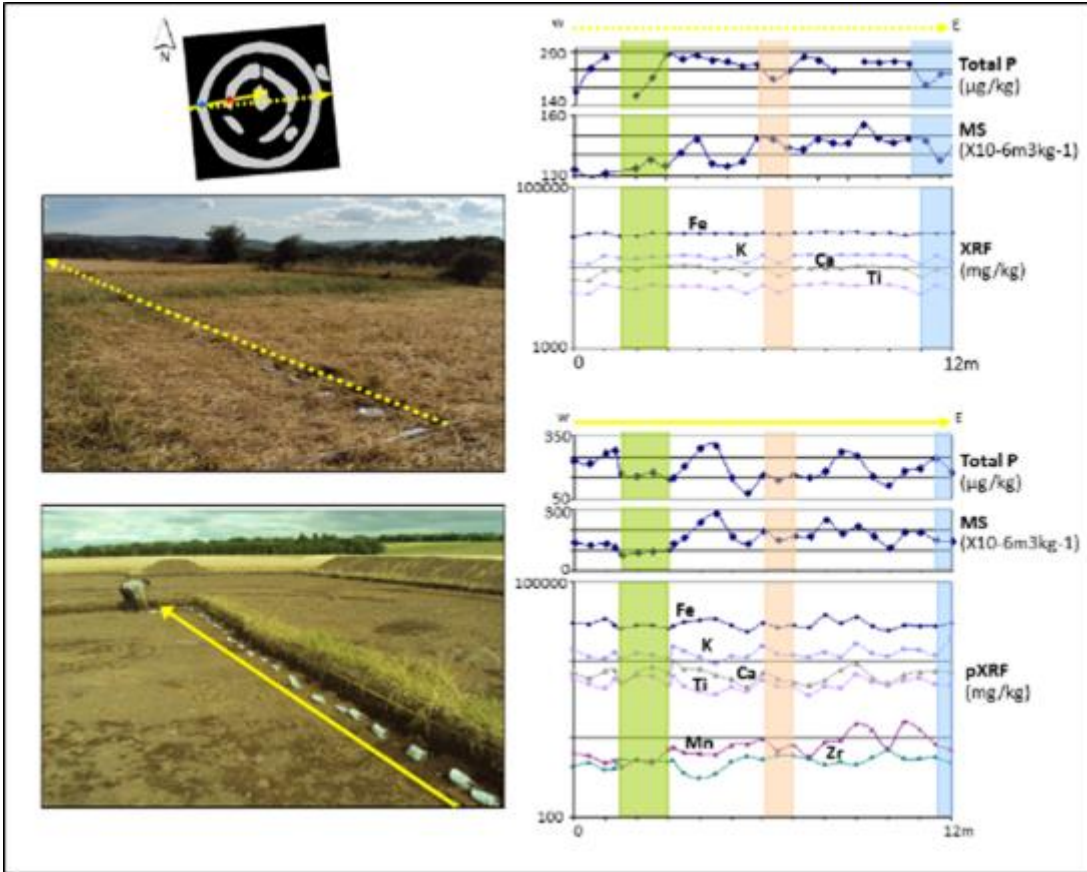 N
W E
260
Total P
(µg/kg)
140
160
MS
(X10-6m3kg-1)
120
100000
Fe
K
Ca
Ti
XRF
(mg/kg)
1000
0 12m
W E
350
Total P
(µg/kg)
50
300
MS
(X10-6m3kg-1)
0
100000
Fe
K
Ca
Ti
pXRF
(mg/kg)
Mn
Zr
100
0 12m